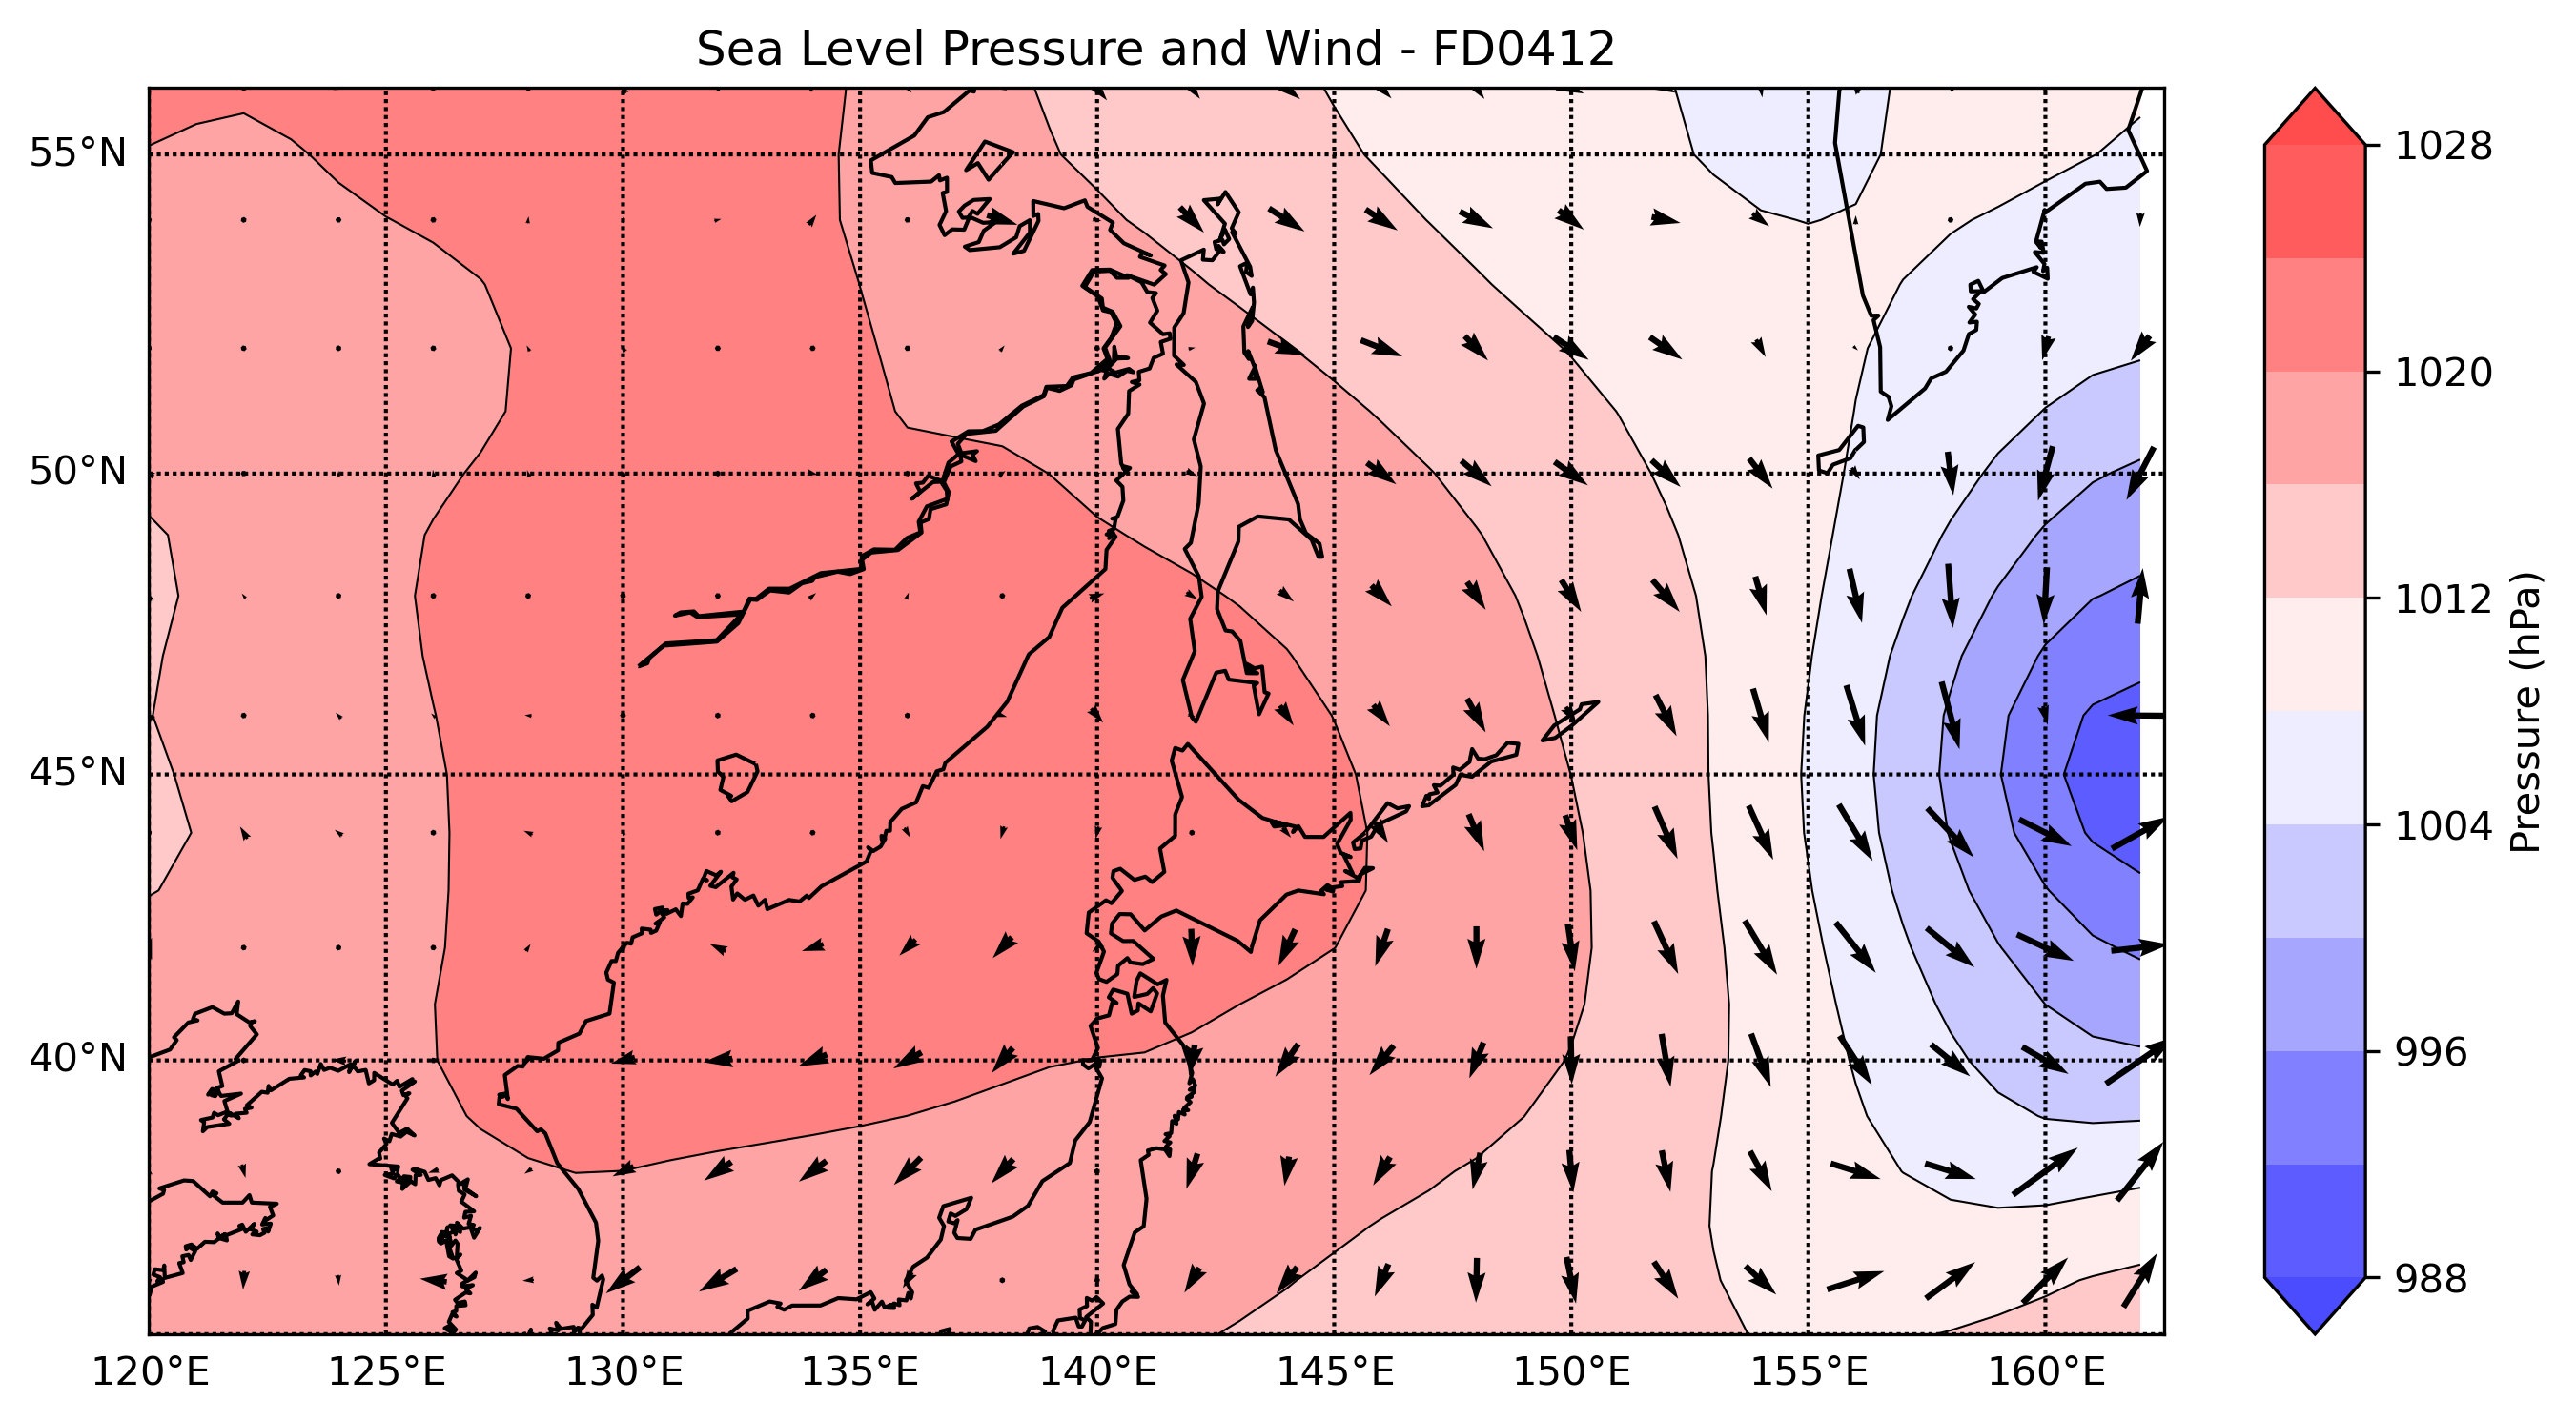 Sea Level Pressure and Wind - FD0412
55°N
50°N
45°N
40°N
120°E 125°E 130°E 135°E 140°E 145°E 150°E 155°E 160°E
1028
1020
1012
1004
996
988
Pressure (hPa)